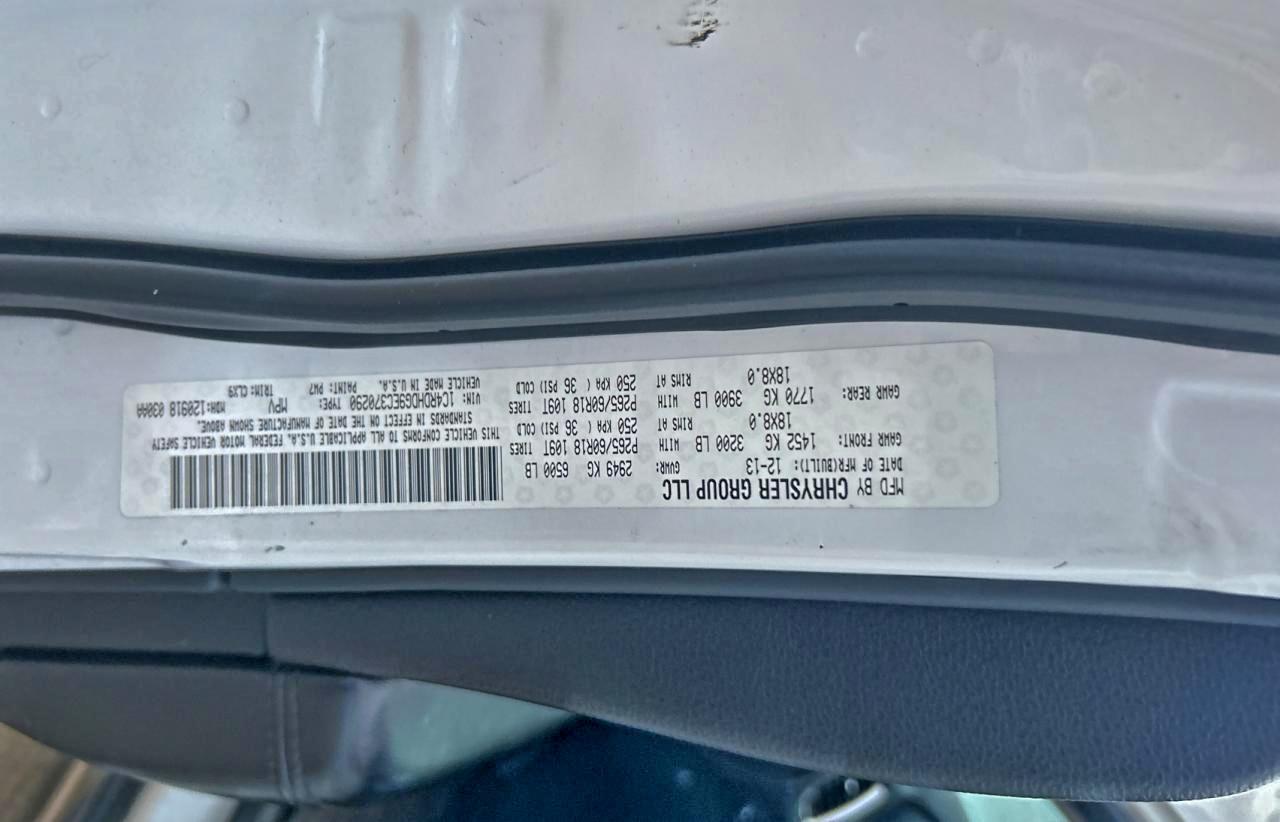 MFD BY CHRYSLER GROUP LLC
DATE OF MFR(BUILT): 12-13 GVWR: 2949 KG 6500 LB
GAWR FRONT: 1452 KG 3200 LB WITH P265/60R18 109T TIRES
18X8.0 RIMS AT 250 KPA ( 36 PSI) COLD
GAWR REAR: 1770 KG 3900 LB WITH P265/60R18 109T TIRES
18X8.0 RIMS AT 250 KPA ( 36 PSI) COLD
THIS VEHICLE CONFORMS TO ALL APPLICABLE U.S.A. FEDERAL MOTOR VEHICLE SAFETY
STANDARDS IN EFFECT ON THE DATE OF MANUFACTURE SHOWN ABOVE.
VIN: 1C4RDHDG9EC370290 TYPE: MPV MDH:120918 030AA
VEHICLE MADE IN U.S.A. PAINT: PW7 TRIM: CLX9